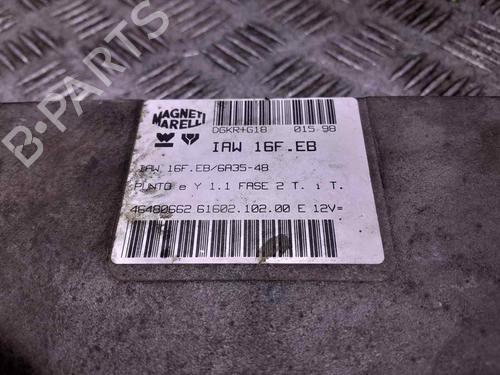 MAGNETI
MARELLI
DGKR+G18 015.98
IAW 16F.EB
IAW 16F.EB/6A35-4B
PUNTO e Y 1.1 FASE 2 T. i T.
46480662 61602.102.00 E 12V=
B-PARTS